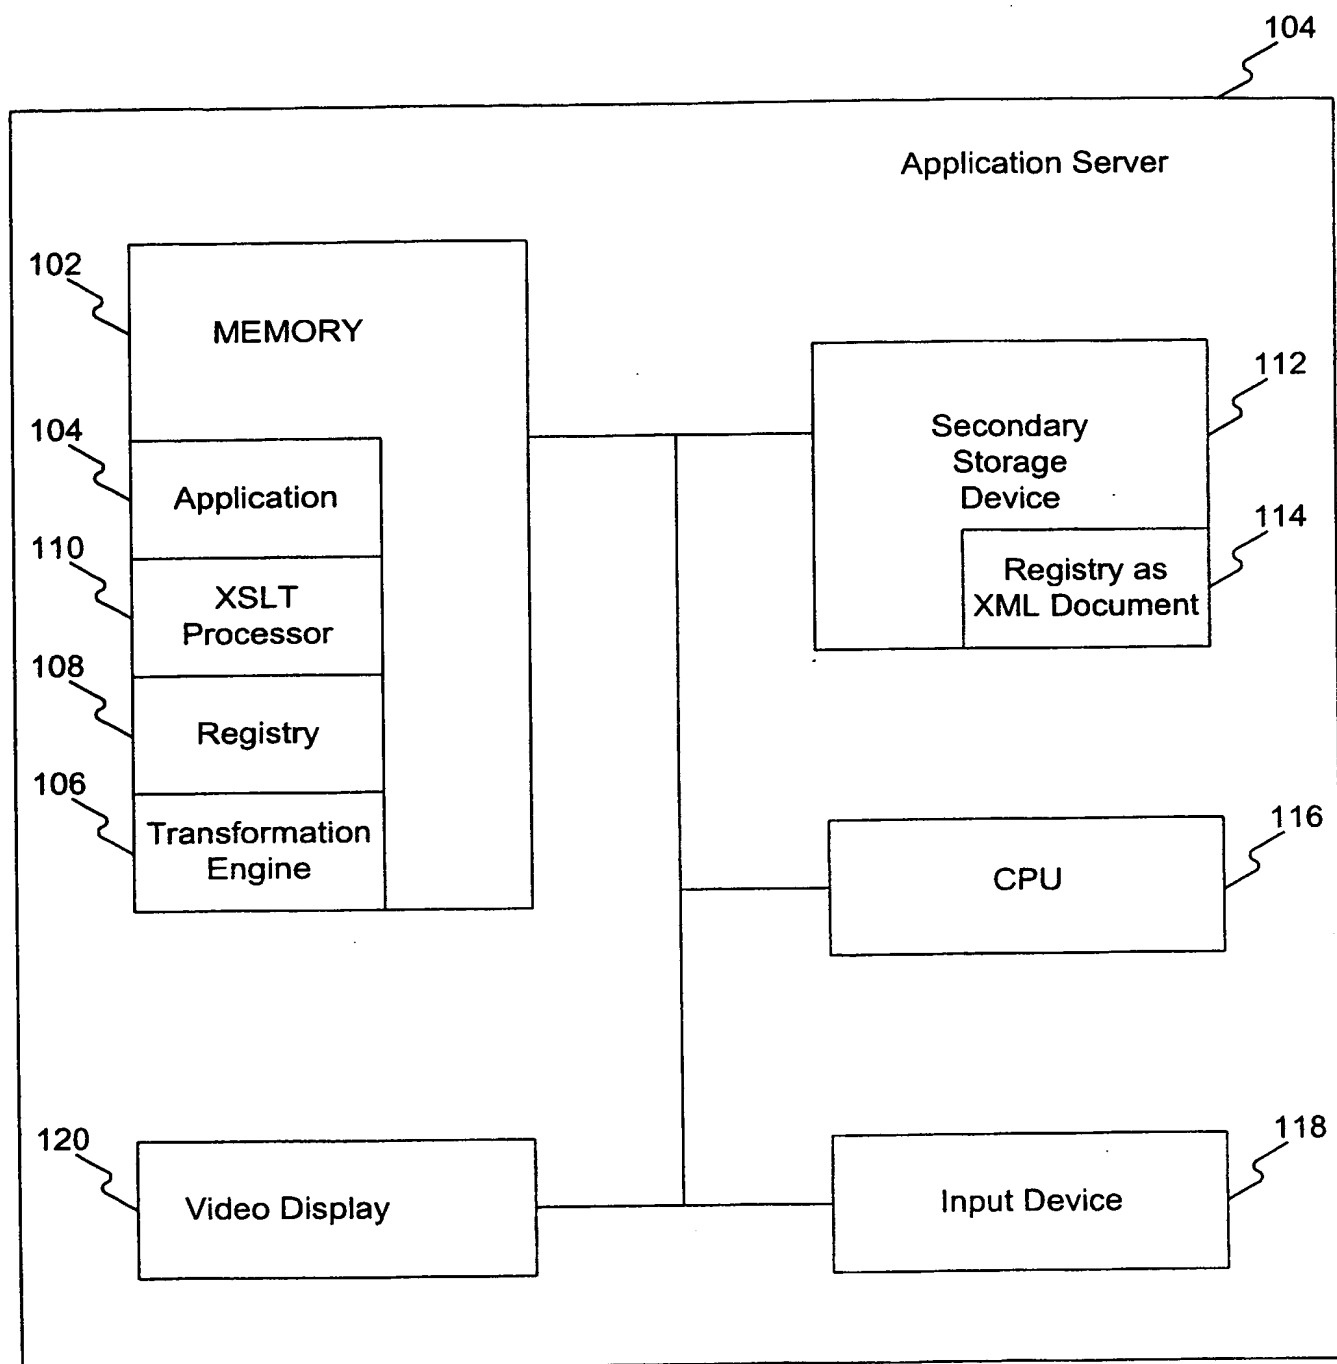 104
Application Server
102
MEMORY
112
Secondary
Storage
Device
104
Application
114
Registry as
XML Document
110
XSLT
Processor
108
Registry
106
Transformation
Engine
116
CPU
120
Video Display
118
Input Device